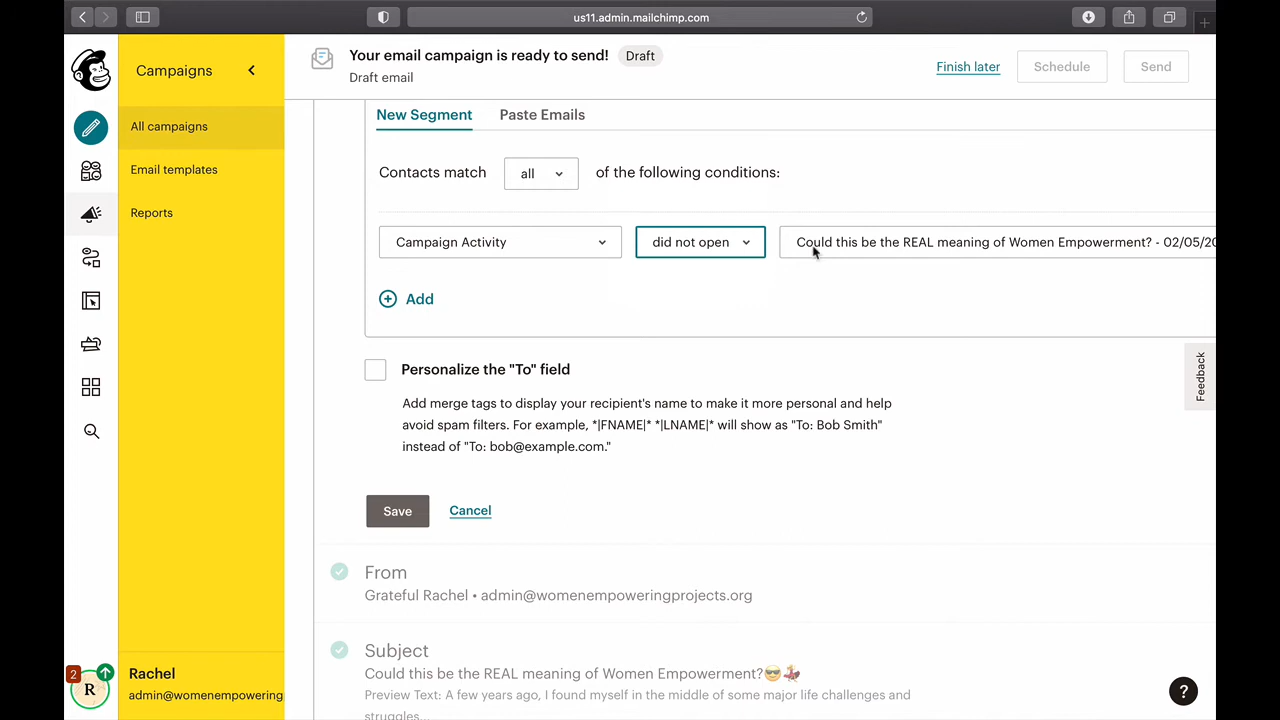 us11.admin.mailchimp.com
Campaigns
All campaigns
Email templates
Reports
Your email campaign is ready to send!
Draft
Draft email
Finish later
Schedule
Send
New Segment
Paste Emails
Contacts match
all
of the following conditions:
Campaign Activity
did not open
Could this be the REAL meaning of Women Empowerment? - 02/05/20
Add
Personalize the "To" field
Add merge tags to display your recipient's name to make it more personal and help
avoid spam filters. For example, *|FNAME|* *|LNAME|* will show as "To: Bob Smith"
instead of "To: bob@example.com."
Save
Cancel
Feedback
From
Grateful Rachel • admin@womenempoweringprojects.org
Subject
Could this be the REAL meaning of Women Empowerment?😎💃
Preview Text: A few years ago, I found myself in the middle of some major life challenges and
struggles...
2
R
Rachel
admin@womenempowering
?